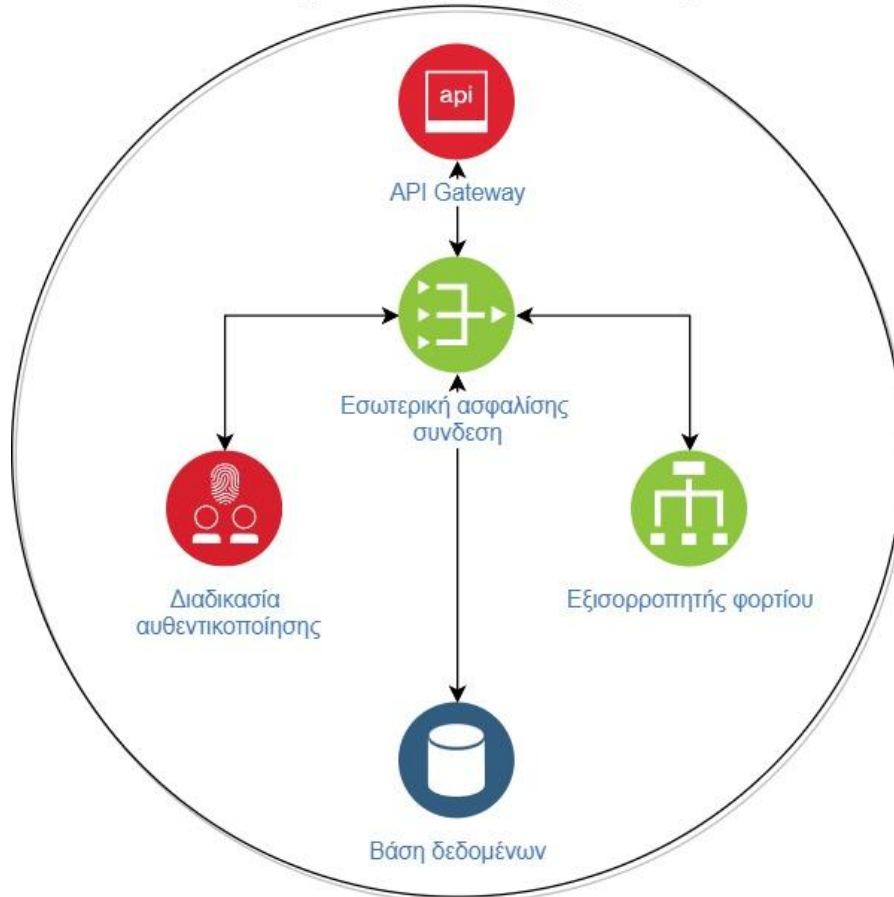 api
API Gateway
Εσωτερική ασφαλίσης
συνδεση
Διαδικασία
αυθεντικοποίησης
Εξισορροπητής φορτίου
Βάση δεδομένων